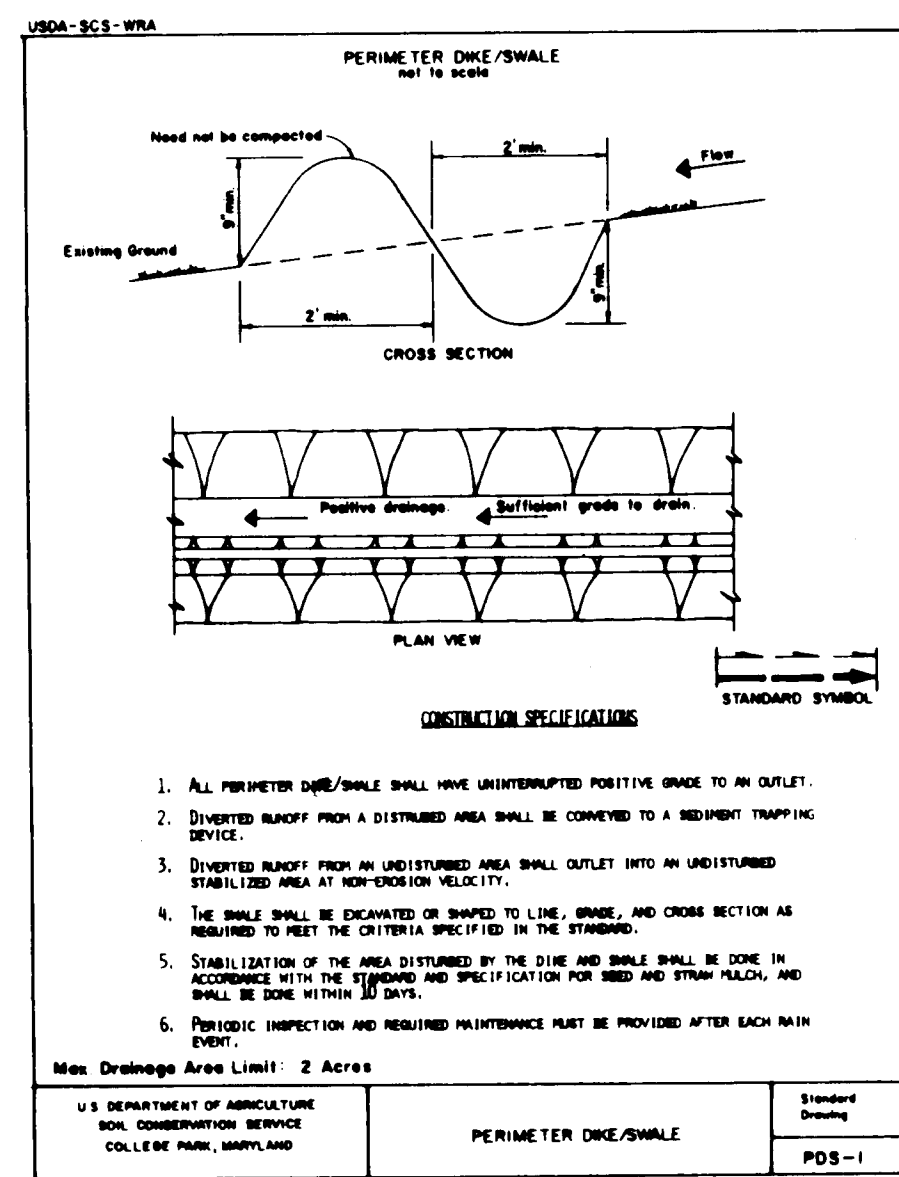 USDA-SCS-WRA
PERIMETER DIKE/SWALE
not to scale
Need not be compacted
2' min.
Flow
9" min.
Existing Ground
9" min.
2' min.
CROSS SECTION
Positive drainage.
Sufficient grade to drain.
PLAN VIEW
STANDARD SYMBOL
CONSTRUCTION SPECIFICATIONS
1. ALL PERIMETER DIKE/SWALE SHALL HAVE UNINTERRUPTED POSITIVE GRADE TO AN OUTLET.
2. DIVERTED RUNOFF FROM A DISTRUBED AREA SHALL BE CONVEYED TO A SEDIMENT TRAPPING
DEVICE.
3. DIVERTED RUNOFF FROM AN UNDISTURBED AREA SHALL OUTLET INTO AN UNDISTURBED
STABILIZED AREA AT NON-EROSION VELOCITY.
4. THE SWALE SHALL BE EXCAVATED OR SHAPED TO LINE, GRADE, AND CROSS SECTION AS
REQUIRED TO MEET THE CRITERIA SPECIFIED IN THE STANDARD.
5. STABILIZATION OF THE AREA DISTURBED BY THE DIKE AND SWALE SHALL BE DONE IN
ACCORDANCE WITH THE STANDARD AND SPECIFICATION FOR SEED AND STRAW MULCH, AND
SHALL BE DONE WITHIN 10 DAYS.
6. PERIODIC INSPECTION AND REQUIRED MAINTENANCE MUST BE PROVIDED AFTER EACH RAIN
EVENT.
Max Drainage Area Limit: 2 Acres
U S DEPARTMENT OF AGRICULTURE
SOIL CONSERVATION SERVICE
COLLEGE PARK, MARYLAND
PERIMETER DIKE/SWALE
Standard
Drawing
PDS-1